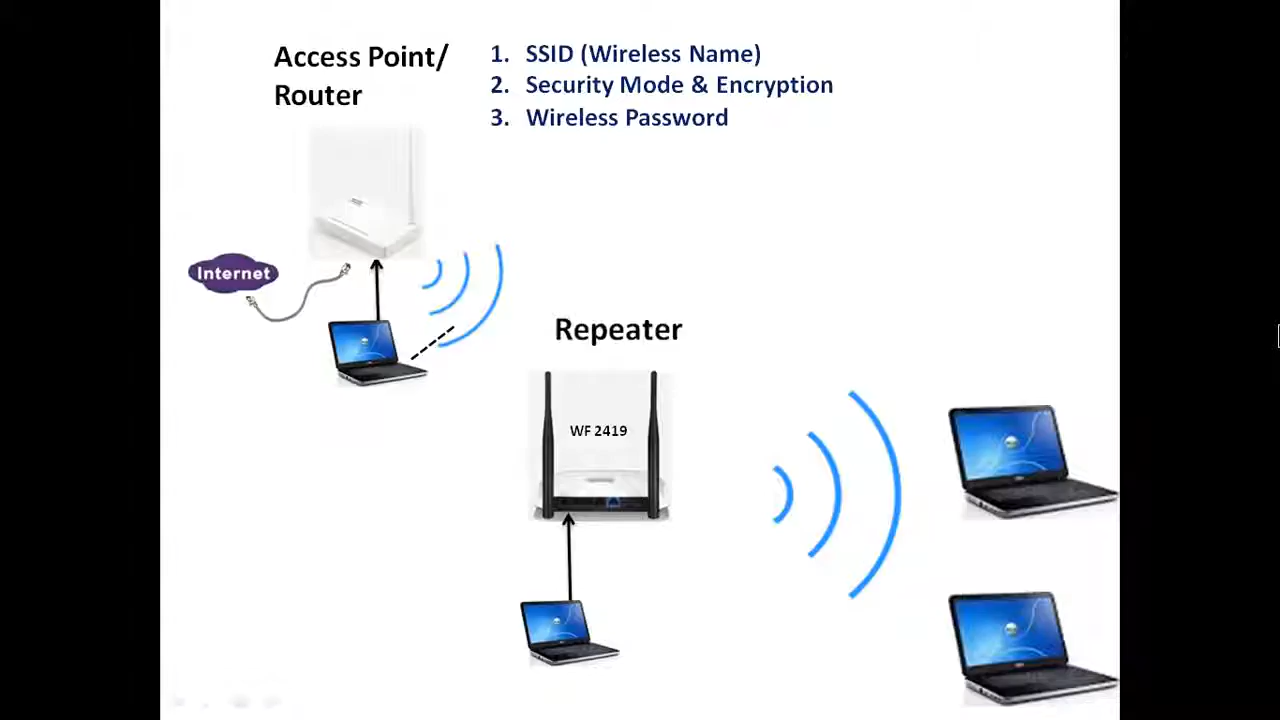 Access Point/
Router
1. SSID (Wireless Name)
2. Security Mode & Encryption
3. Wireless Password
Internet
Repeater
WF 2419